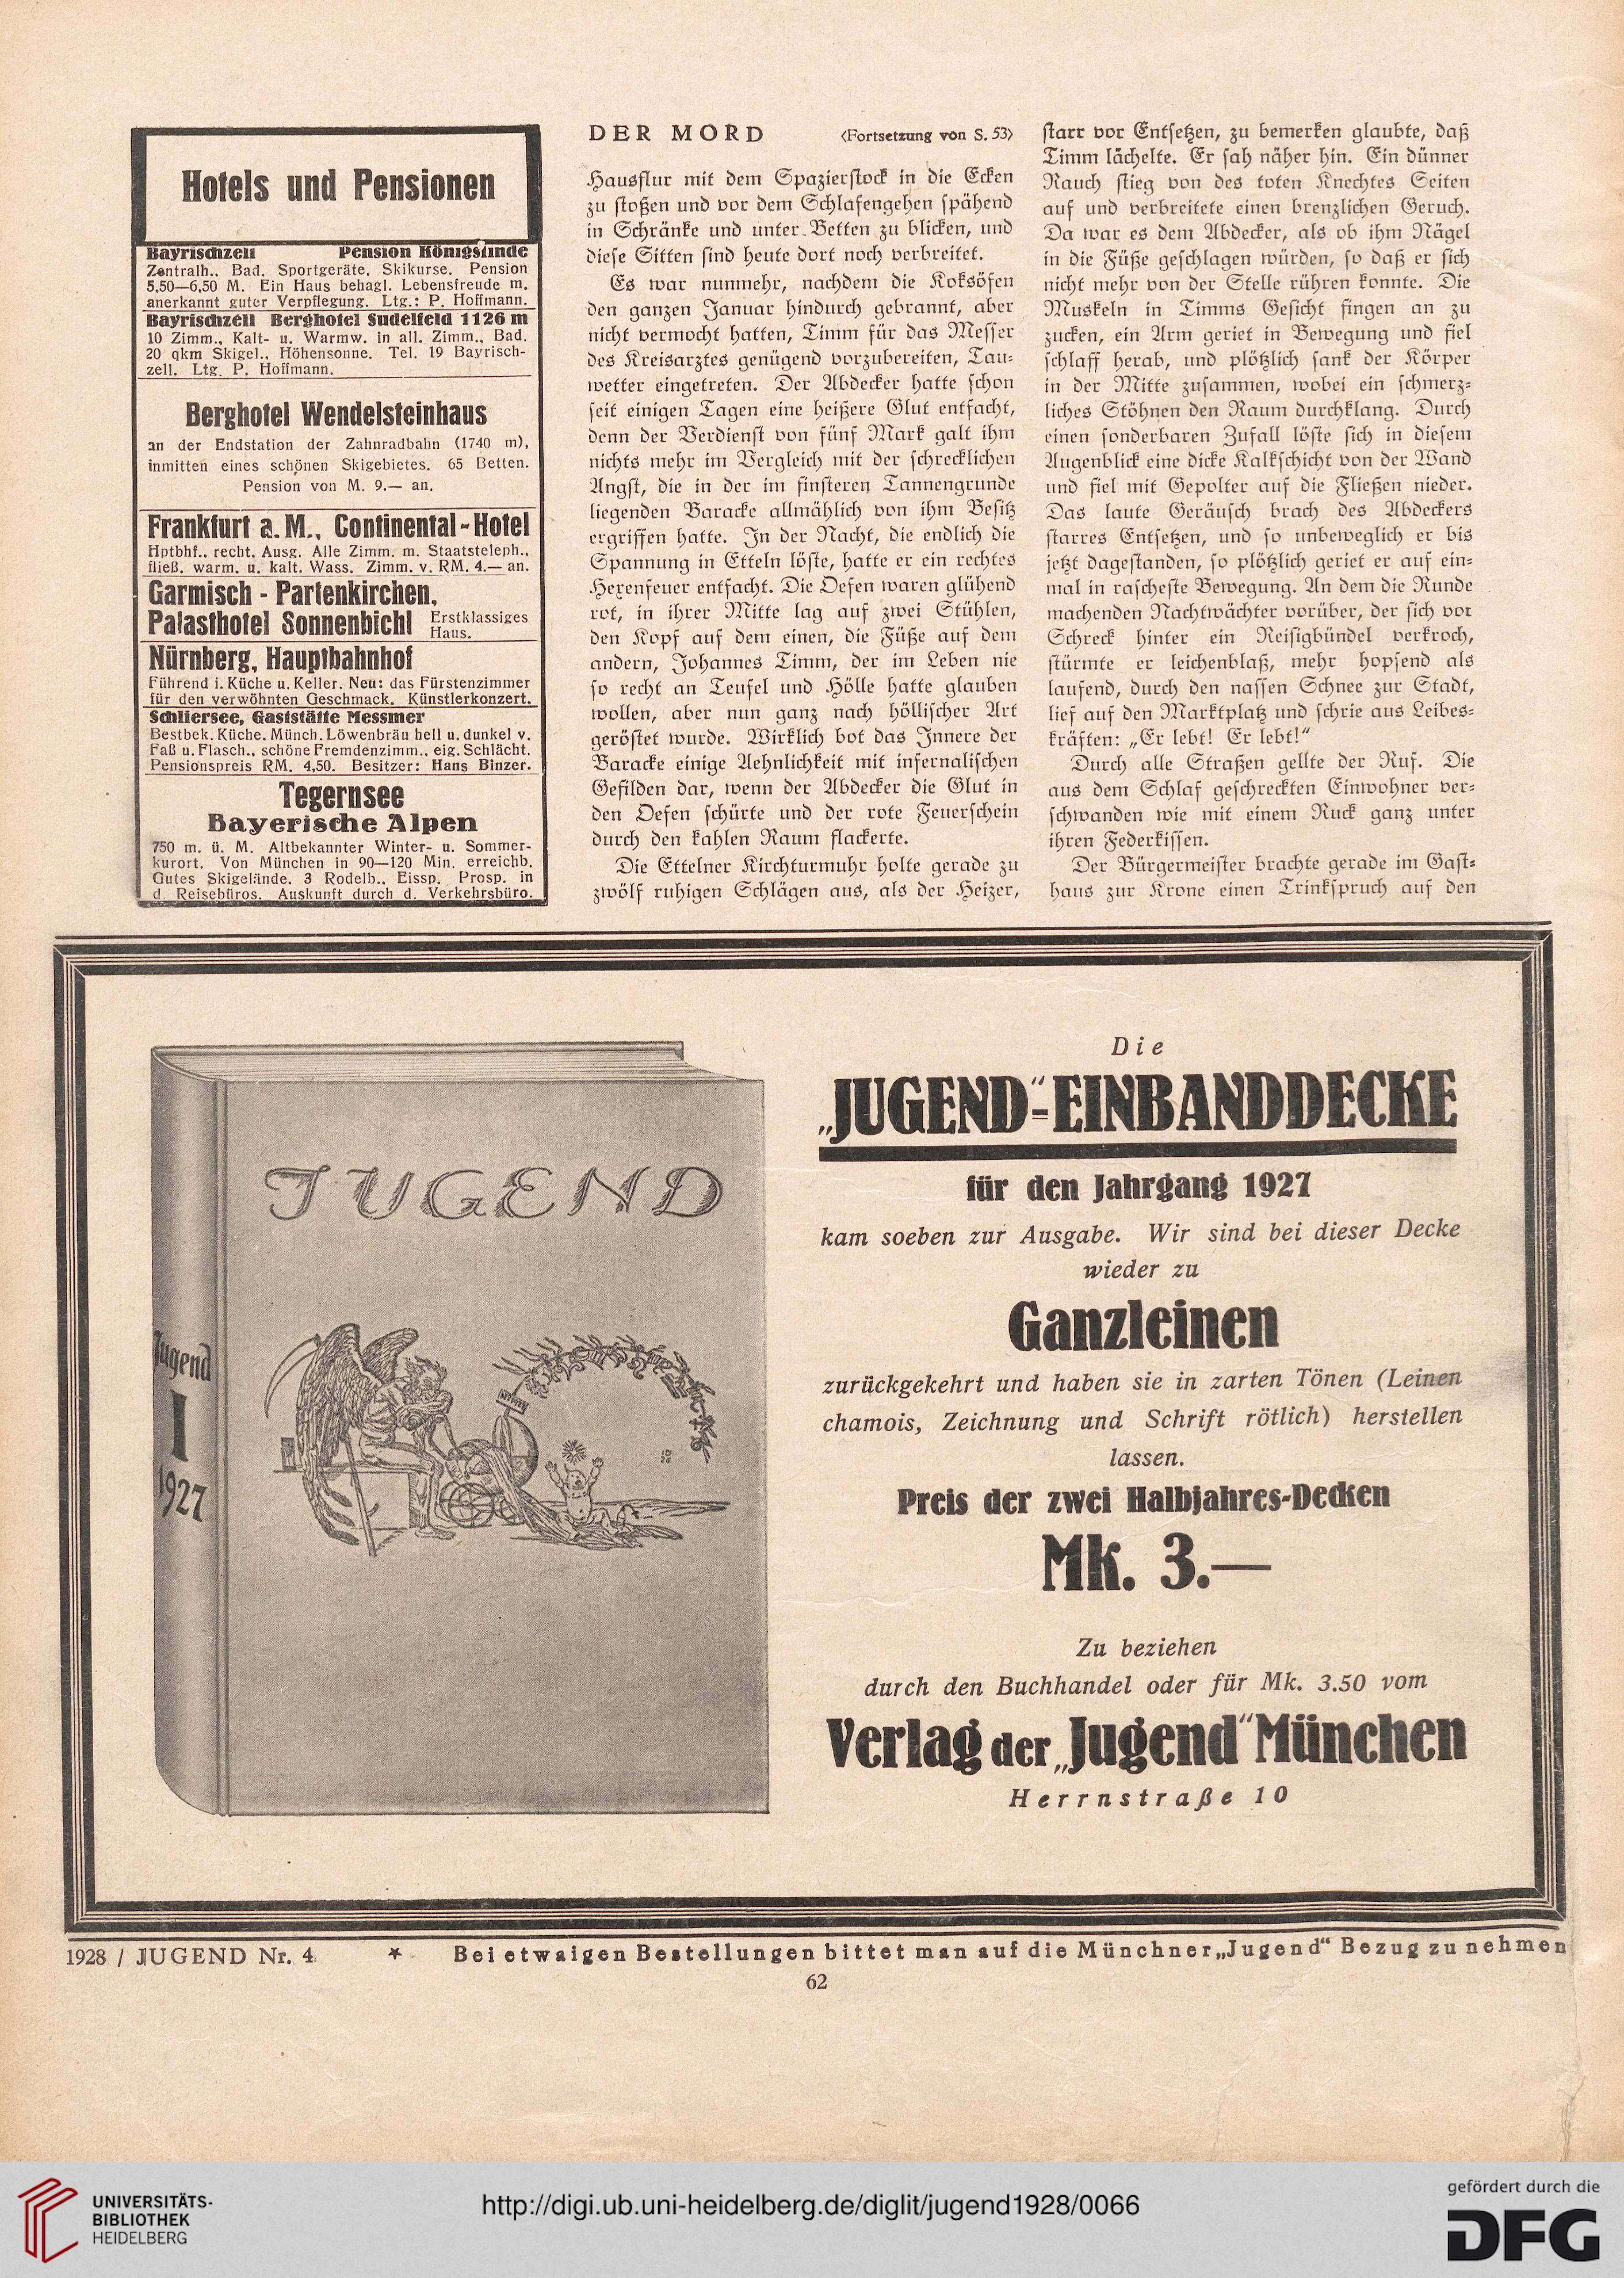 Hotels und Pensionen
Bayrischzell Pension Königslinde
Zentralh., Bad. Sportgeräte. Skikurse. Pension
5,50—6,50 M. Ein Haus behagl. Lebensfreude m.
anerkannt guter Verpflegung. Ltg.: P. Hoffmann.
Bayrischzell Berghotel Sudelfeld 1126 m
10 Zimm., Kalt- u. Warmw. in all. Zimm., Bad.
20 qkm Skigel., Höhensonne. Tel. 19 Bayrisch-
zell. Ltg. P. Hoffmann.
Berghotel Wendelsteinhaus
an der Endstation der Zahnradbahn (1740 m),
inmitten eines schönen Skigebietes. 65 Betten.
Pension von M. 9.— an.
Frankfurt a. M., Continental-Hotel
Hptbhf., recht. Ausg. Alle Zimm. m. Staatsteleph.,
fließ. warm. u. kalt. Wass. Zimm. v. RM. 4.— an.
Garmisch - Partenkirchen,
Palasthotel Sonnenbichl Erstklassiges
Haus.
Nürnberg, Hauptbahnhof
Führend i. Küche u. Keller. Neu: das Fürstenzimmer
für den verwöhnten Geschmack. Künstlerkonzert.
Schliersee, Gaststätte Messmer
Bestbek. Küche. Münch. Löwenbräu hell u. dunkel v.
Faß u. Flasch., schöne Fremdenzimm., eig. Schlächt.
Pensionspreis RM. 4,50. Besitzer: Hans Binzer.
Tegernsee
Bayerische Alpen
750 m. ü. M. Altbekannter Winter- u. Sommer-
kurort. Von München in 90—120 Min. erreichb.
Gutes Skigelände. 3 Rodelb., Eissp. Prosp. in
d. Reisebüros. Auskunft durch d. Verkehrsbüro.
DER MORD ‹Fortsetzung von S. 53›
Hausflur mit dem Spazierstock in die Ecken
zu stoßen und vor dem Schlafengehen spähend
in Schränke und unter Betten zu blicken, und
diese Sitten sind heute dort noch verbreitet.
Es war nunmehr, nachdem die Koksöfen
den ganzen Januar hindurch gebrannt, aber
nicht vermocht hatten, Timm für das Messer
des Kreisarztes genügend vorzubereiten, Tau-
wetter eingetreten. Der Abdecker hatte schon
seit einigen Tagen eine heißere Glut entfacht,
denn der Verdienst von fünf Mark galt ihm
nichts mehr im Vergleich mit der schrecklichen
Angst, die in der im finsteren Tannengrunde
liegenden Baracke allmählich von ihm Besitz
ergriffen hatte. In der Nacht, die endlich die
Spannung in Etteln löste, hatte er ein rechtes
Hexenfeuer entfacht. Die Oefen waren glühend
rot, in ihrer Mitte lag auf zwei Stühlen,
den Kopf auf dem einen, die Füße auf dem
andern, Johannes Timm, der im Leben nie
so recht an Teufel und Hölle hatte glauben
wollen, aber nun ganz nach höllischer Art
geröstet wurde. Wirklich bot das Innere der
Baracke einige Aehnlichkeit mit infernalischen
Gefilden dar, wenn der Abdecker die Glut in
den Oefen schürte und der rote Feuerschein
durch den kahlen Raum flackerte.
Die Ettelner Kirchturmuhr holte gerade zu
zwölf ruhigen Schlägen aus, als der Heizer,
starr vor Entsetzen, zu bemerken glaubte, daß
Timm lächelte. Er sah näher hin. Ein dünner
Rauch stieg von des toten Knechtes Seiten
auf und verbreitete einen brenzlichen Geruch.
Da war es dem Abdecker, als ob ihm Nägel
in die Füße geschlagen würden, so daß er sich
nicht mehr von der Stelle rühren konnte. Die
Muskeln in Timms Gesicht fingen an zu
zucken, ein Arm geriet in Bewegung und fiel
schlaff herab, und plötzlich sank der Körper
in der Mitte zusammen, wobei ein schmerz-
liches Stöhnen den Raum durchklang. Durch
einen sonderbaren Zufall löste sich in diesem
Augenblick eine dicke Kalkschicht von der Wand
und fiel mit Gepolter auf die Fließen nieder.
Das laute Geräusch brach des Abdeckers
starres Entsetzen, und so unbeweglich er bis
jetzt dagestanden, so plötzlich geriet er auf ein-
mal in rascheste Bewegung. An dem die Runde
machenden Nachtwächter vorüber, der sich vor
Schreck hinter ein Reisigbündel verkroch,
stürmte er leichenblaß, mehr hopsend als
laufend, durch den nassen Schnee zur Stadt,
lief auf den Marktplatz und schrie aus Leibes-
kräften: „Er lebt! Er lebt!“
Durch alle Straßen gellte der Ruf. Die
aus dem Schlaf geschreckten Einwohner ver-
schwanden wie mit einem Ruck ganz unter
ihren Federkissen.
Der Bürgermeister brachte gerade im Gast-
haus zur Krone einen Trinkspruch auf den
JUGEND
Jugend
I
1927
Die
„JUGEND“-EINBANDDECKE
für den Jahrgang 1927
kam soeben zur Ausgabe. Wir sind bei dieser Decke
wieder zu
Ganzleinen
zurückgekehrt und haben sie in zarten Tönen (Leinen
chamois, Zeichnung und Schrift rötlich) herstellen
lassen.
Preis der zwei Halbjahres-Decken
Mk. 3.—
Zu beziehen
durch den Buchhandel oder für Mk. 3.50 vom
Verlag der „Jugend“ München
Herrnstraße 10
1928 / JUGEND Nr. 4 * Bei etwaigen Bestellungen bittet man auf die Münchner „Jugend“ Bezug zu nehmen
62
UNIVERSITÄTS-
BIBLIOTHEK
HEIDELBERG
http://digi.ub.uni-heidelberg.de/diglit/jugend1928/0066
gefördert durch die
DFG